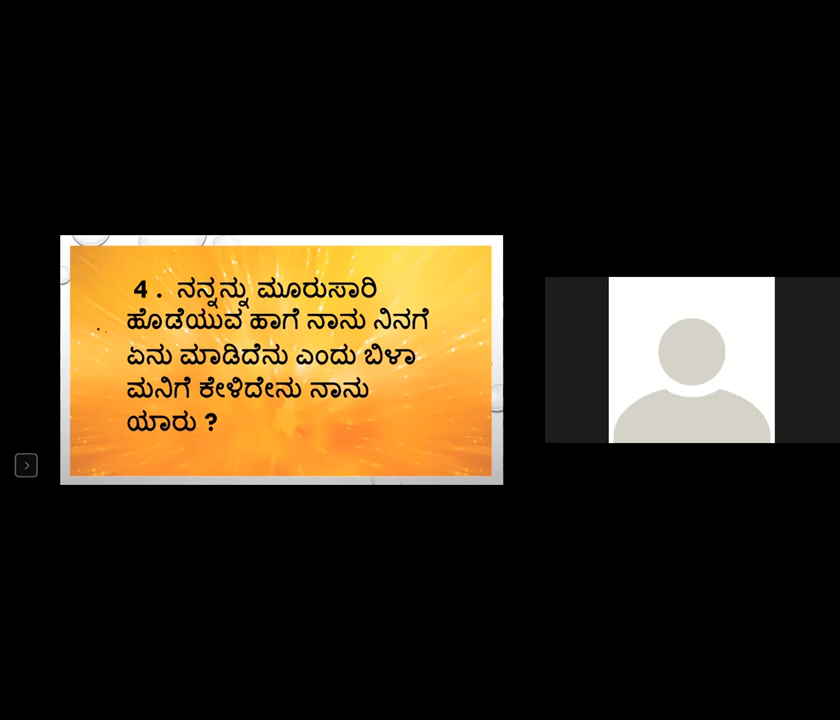 4 . ನನ್ನನ್ನು ಮೂರುಸಾರಿ
ಹೊಡೆಯುವ ಹಾಗೆ ನಾನು ನಿನಗೆ
ಏನು ಮಾಡಿದೆನು ಎಂದು ಬಿಳಾ
ಮನಿಗೆ ಕೇಳಿದೇನು ನಾನು
ಯಾರು ?